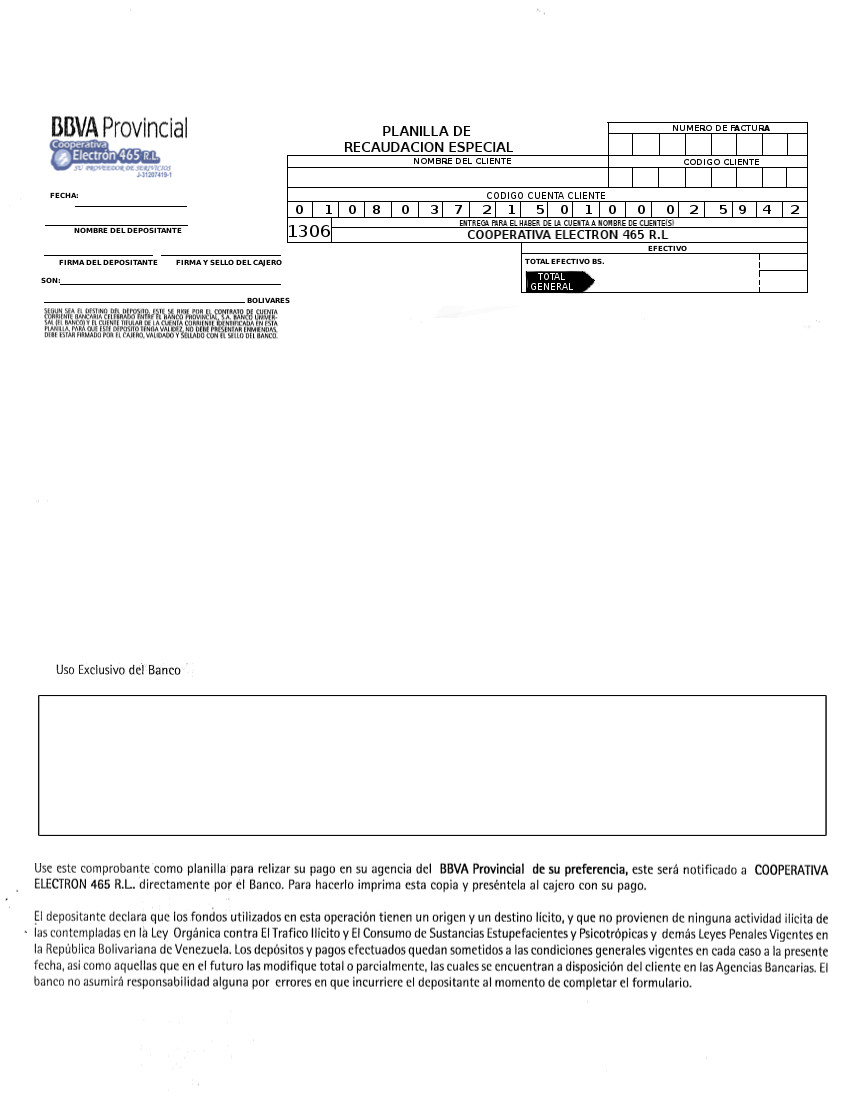 BBVA Provincial
Cooperativa
Electrón 465 R.L.
SU PROVEEDOR DE SERVICIOS
J-31207419-1
PLANILLA DE
RECAUDACION ESPECIAL
NUMERO DE FACTURA
NOMBRE DEL CLIENTE
CODIGO CLIENTE
FECHA:
CODIGO CUENTA CLIENTE
0 1 0 8 0 3 7 2 1 5 0 1 0 0 0 2 5 9 4 2
NOMBRE DEL DEPOSITANTE
1306
ENTREGA PARA EL HABER DE LA CUENTA A NOMBRE DE CLIENTE(S)
COOPERATIVA ELECTRON 465 R.L
EFECTIVO
FIRMA DEL DEPOSITANTE FIRMA Y SELLO DEL CAJERO
TOTAL EFECTIVO BS.
SON:
TOTAL
GENERAL
BOLIVARES
SEGUN SEA EL DESTINO DEL DEPOSITO, ESTE SE RIGE POR EL CONTRATO DE CUENTA
CORRIENTE BANCARIA CELEBRADO ENTRE EL BANCO PROVINCIAL, S.A. BANCO UNIVER-
SAL (EL BANCO) Y EL CLIENTE TITULAR DE LA CUENTA CORRIENTE IDENTIFICADA EN ESTA
PLANILLA, PARA QUE ESTE DEPOSITO TENGA VALIDEZ, NO DEBE PRESENTAR ENMIENDAS,
DEBE ESTAR FIRMADO POR EL CAJERO, VALIDADO Y SELLADO CON EL SELLO DEL BANCO.
Uso Exclusivo del Banco
Use este comprobante como planilla para relizar su pago en su agencia del BBVA Provincial de su preferencia, este será notificado a COOPERATIVA
ELECTRON 465 R.L.. directamente por el Banco. Para hacerlo imprima esta copia y preséntela al cajero con su pago.
El depositante declara que los fondos utilizados en esta operación tienen un origen y un destino lícito, y que no provienen de ninguna actividad ilicita de
las contempladas en la Ley Orgánica contra El Trafico Ilícito y El Consumo de Sustancias Estupefacientes y Psicotrópicas y demás Leyes Penales Vigentes en
la República Bolivariana de Venezuela. Los depósitos y pagos efectuados quedan sometidos a las condiciones generales vigentes en cada caso a la presente
fecha, así como aquellas que en el futuro las modifique total o parcialmente, las cuales se encuentran a disposición del cliente en las Agencias Bancarias. El
banco no asumirá responsabilidad alguna por errores en que incurriere el depositante al momento de completar el formulario.